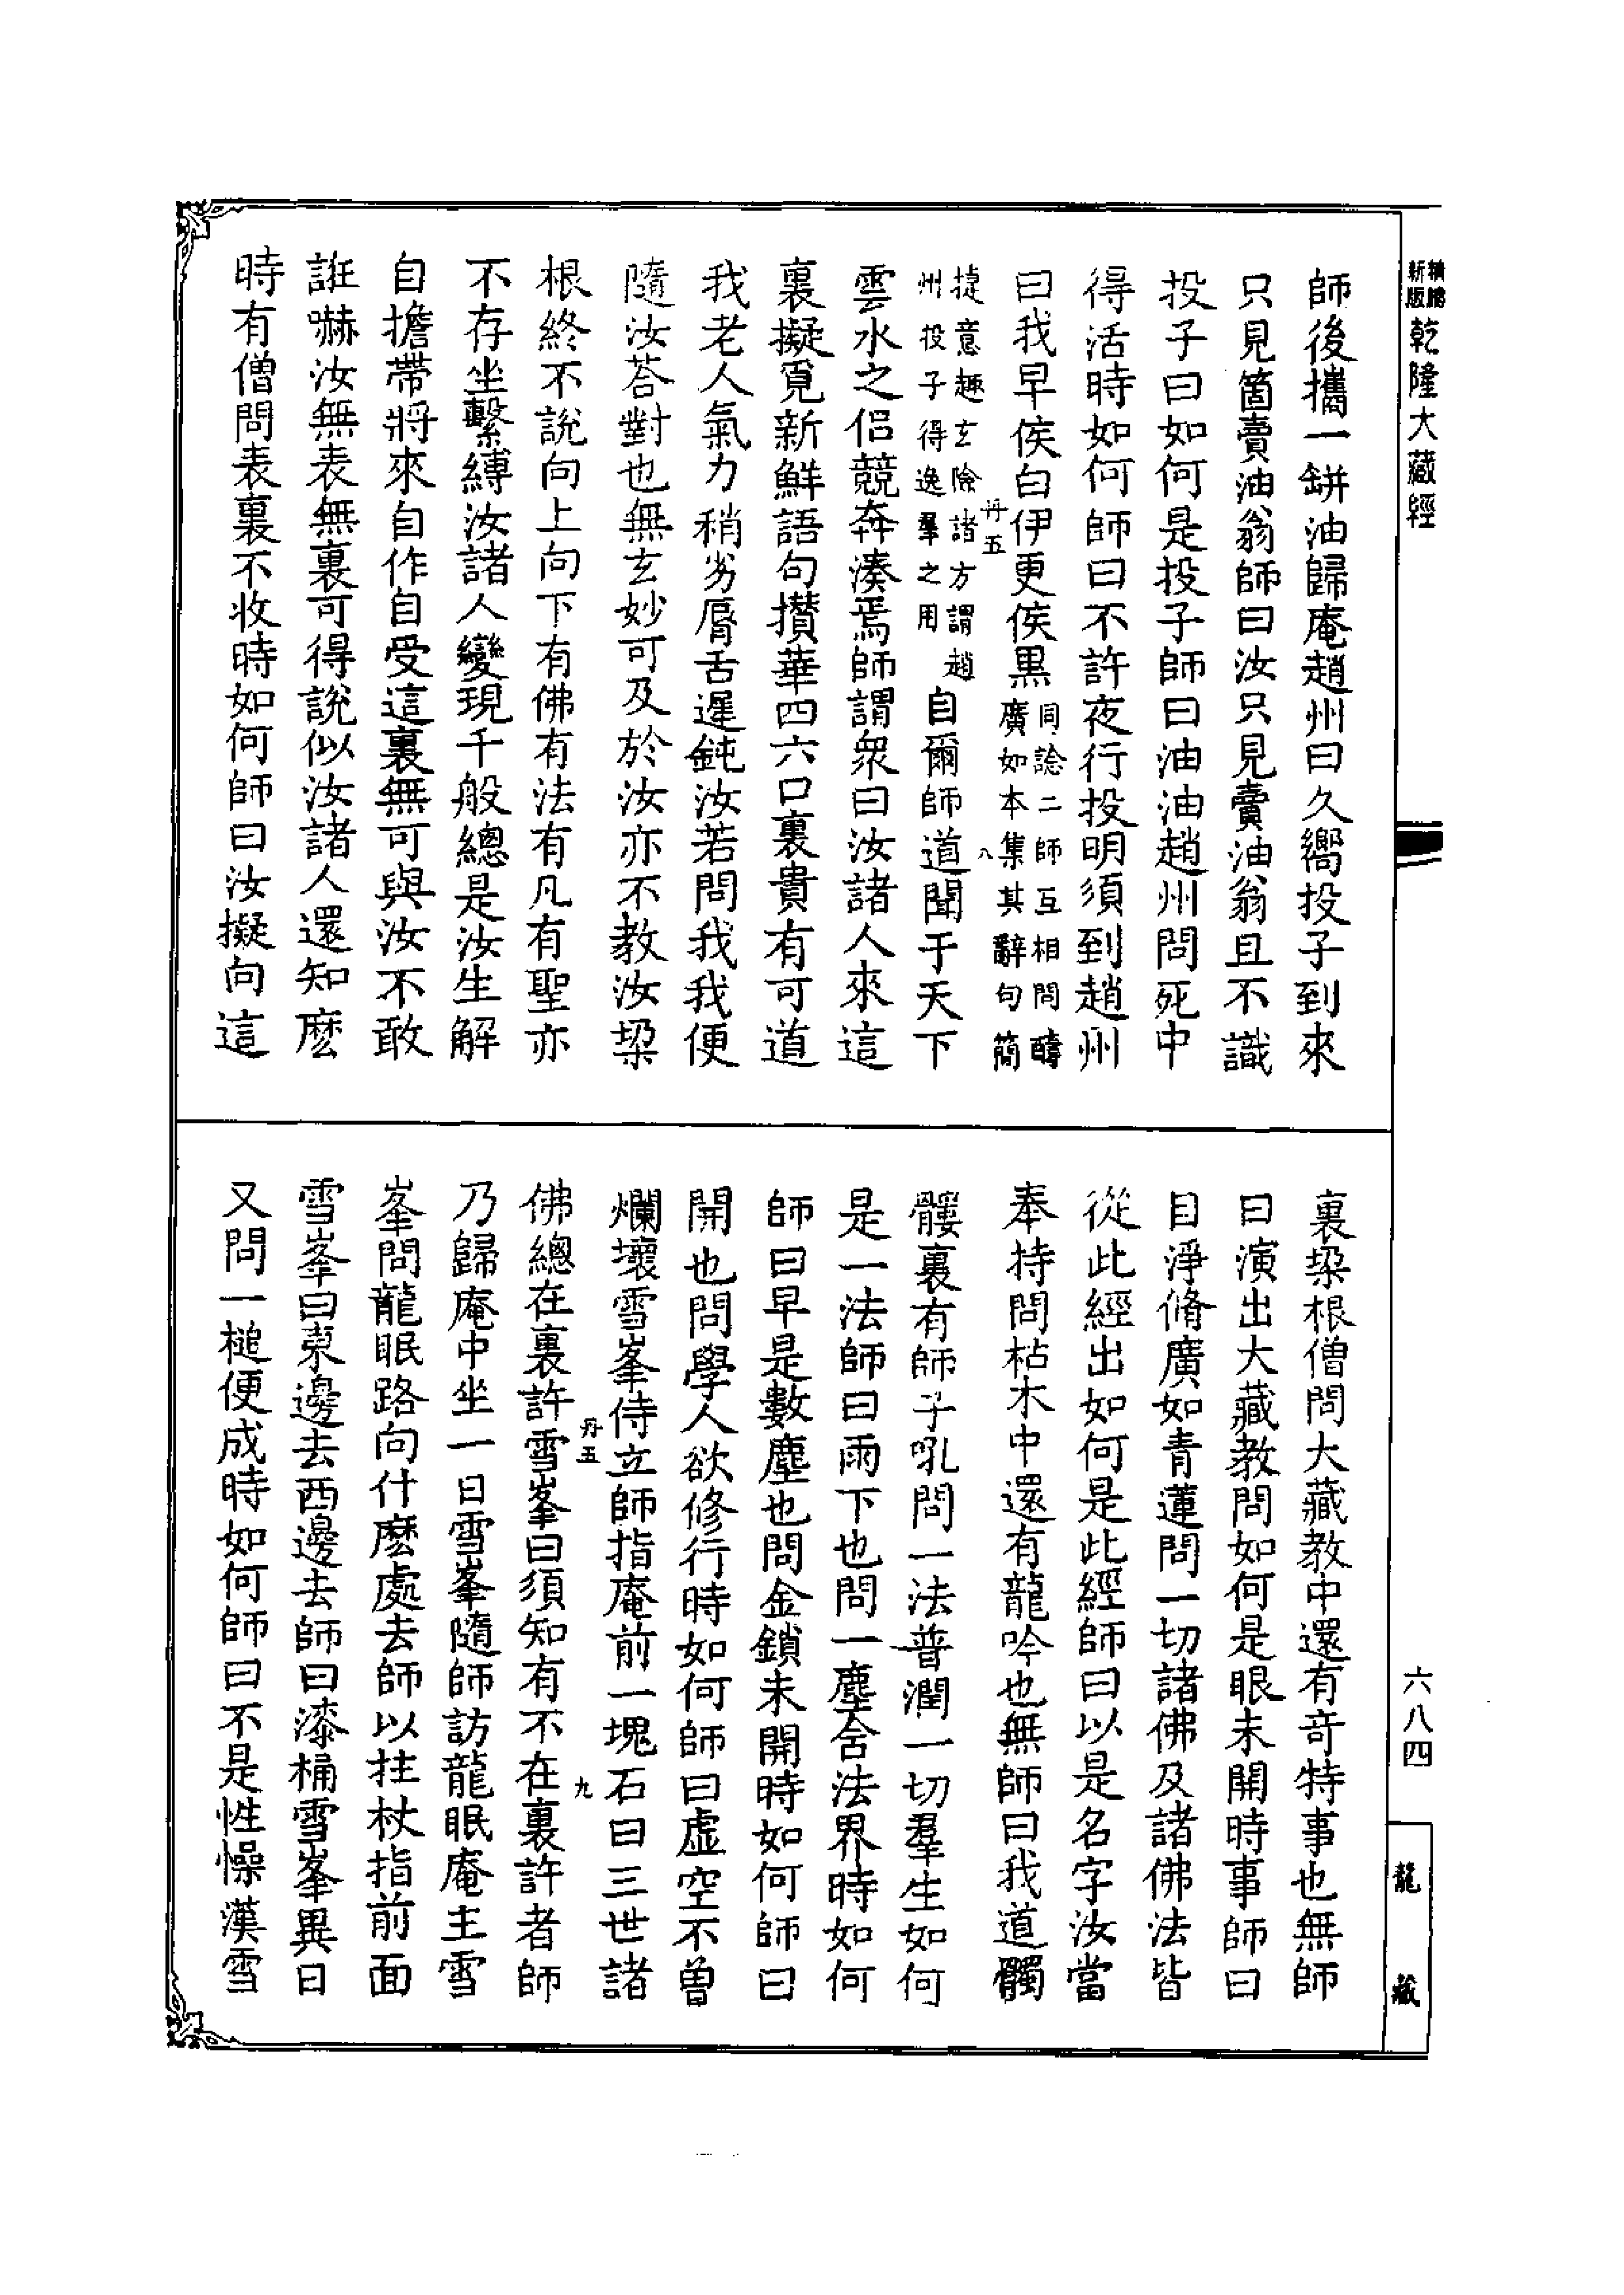 新版
精縮
乾隆大藏經
師後攜一缾油歸庵趙州曰久嚮投子到來
只見箇賣油翁師曰汝只見賣油翁且不識
投子曰如何是投子師曰油油趙州問死中
得活時如何師曰不許夜行投明須到趙州
曰我早侯白伊更侯黑
同諗二師互相問酬
廣如本集其辭句簡
丹五
八
捷意趣玄險諸方謂趙
州投子得逸羣之用
自爾師道聞于天下
雲水之侶競奔湊焉師謂衆曰汝諸人來這
裏擬覓新鮮語句攢華四六口裏貴有可道
我老人氣力稍劣脣舌遲鈍汝若問我我便
隨汝荅對也無玄妙可及於汝亦不教汝垜
根終不說向上向下有佛有法有凡有聖亦
不存坐繫縛汝諸人變現千般總是汝生解
自擔帶將來自作自受這裏無可與汝不敢
誑嚇汝無表無裏可得說似汝諸人還知麽
時有僧問表裏不收時如何師曰汝擬向這
裏垜根僧問大藏教中還有奇特事也無師
曰演出大藏教問如何是眼未開時事師曰
目淨脩廣如青蓮問一切諸佛及諸佛法皆
從此經出如何是此經師曰以是名字汝當
奉持問枯木中還有龍吟也無師曰我道髑
髏裏有師子吼問一法普潤一切羣生如何
是一法師曰雨下也問一塵含法界時如何
師曰早是數塵也問金鎖未開時如何師曰
開也問學人欲修行時如何師曰虛空不曾
爛壞雪峯侍立師指庵前一塊石曰三世諸
丹五
九
佛總在裏許雪峯曰須知有不在裏許者師
乃歸庵中坐一日雪峯隨師訪龍眠庵主雪
峯問龍眠路向什麽處去師以拄杖指前面
雪峯曰東邊去西邊去師曰漆桶雪峯異日
又問一槌便成時如何師曰不是性懆漢雪
六八四
龍藏